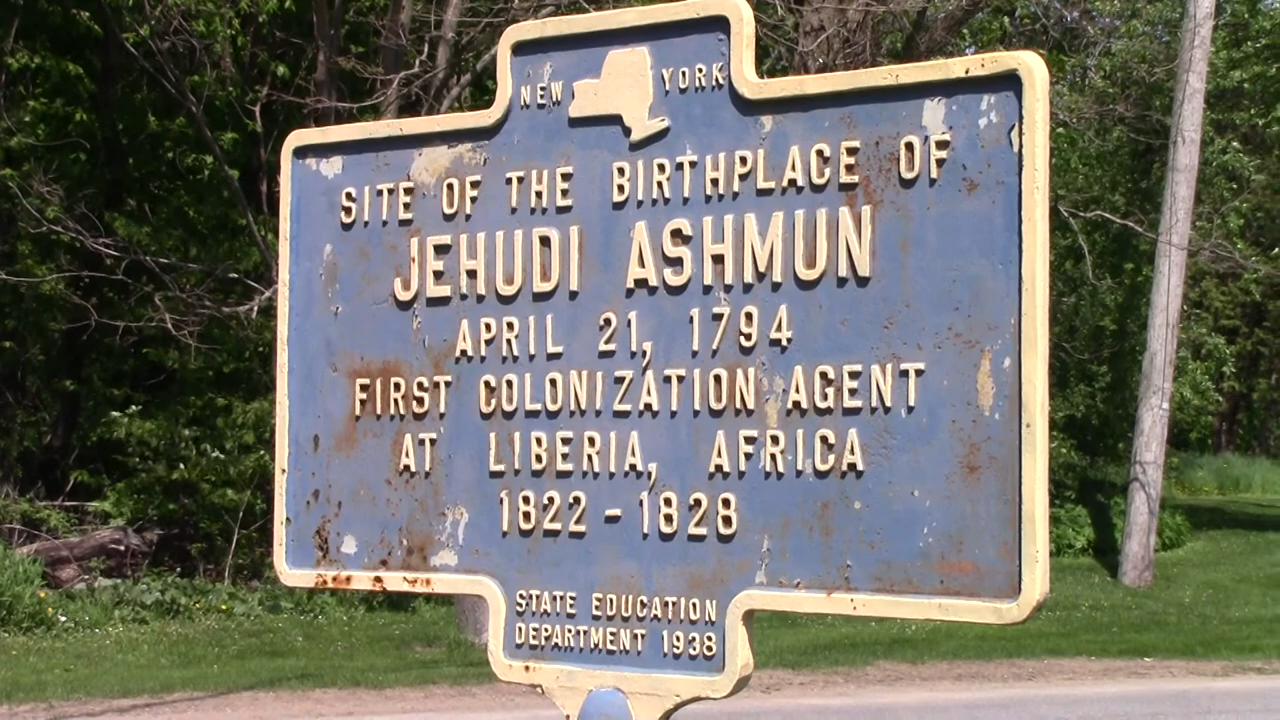 NEW YORK
SITE OF THE BIRTHPLACE OF
JEHUDI ASHMUN
APRIL 21, 1794
FIRST COLONIZATION AGENT
AT LIBERIA, AFRICA
1822 - 1828
STATE EDUCATION
DEPARTMENT 1938